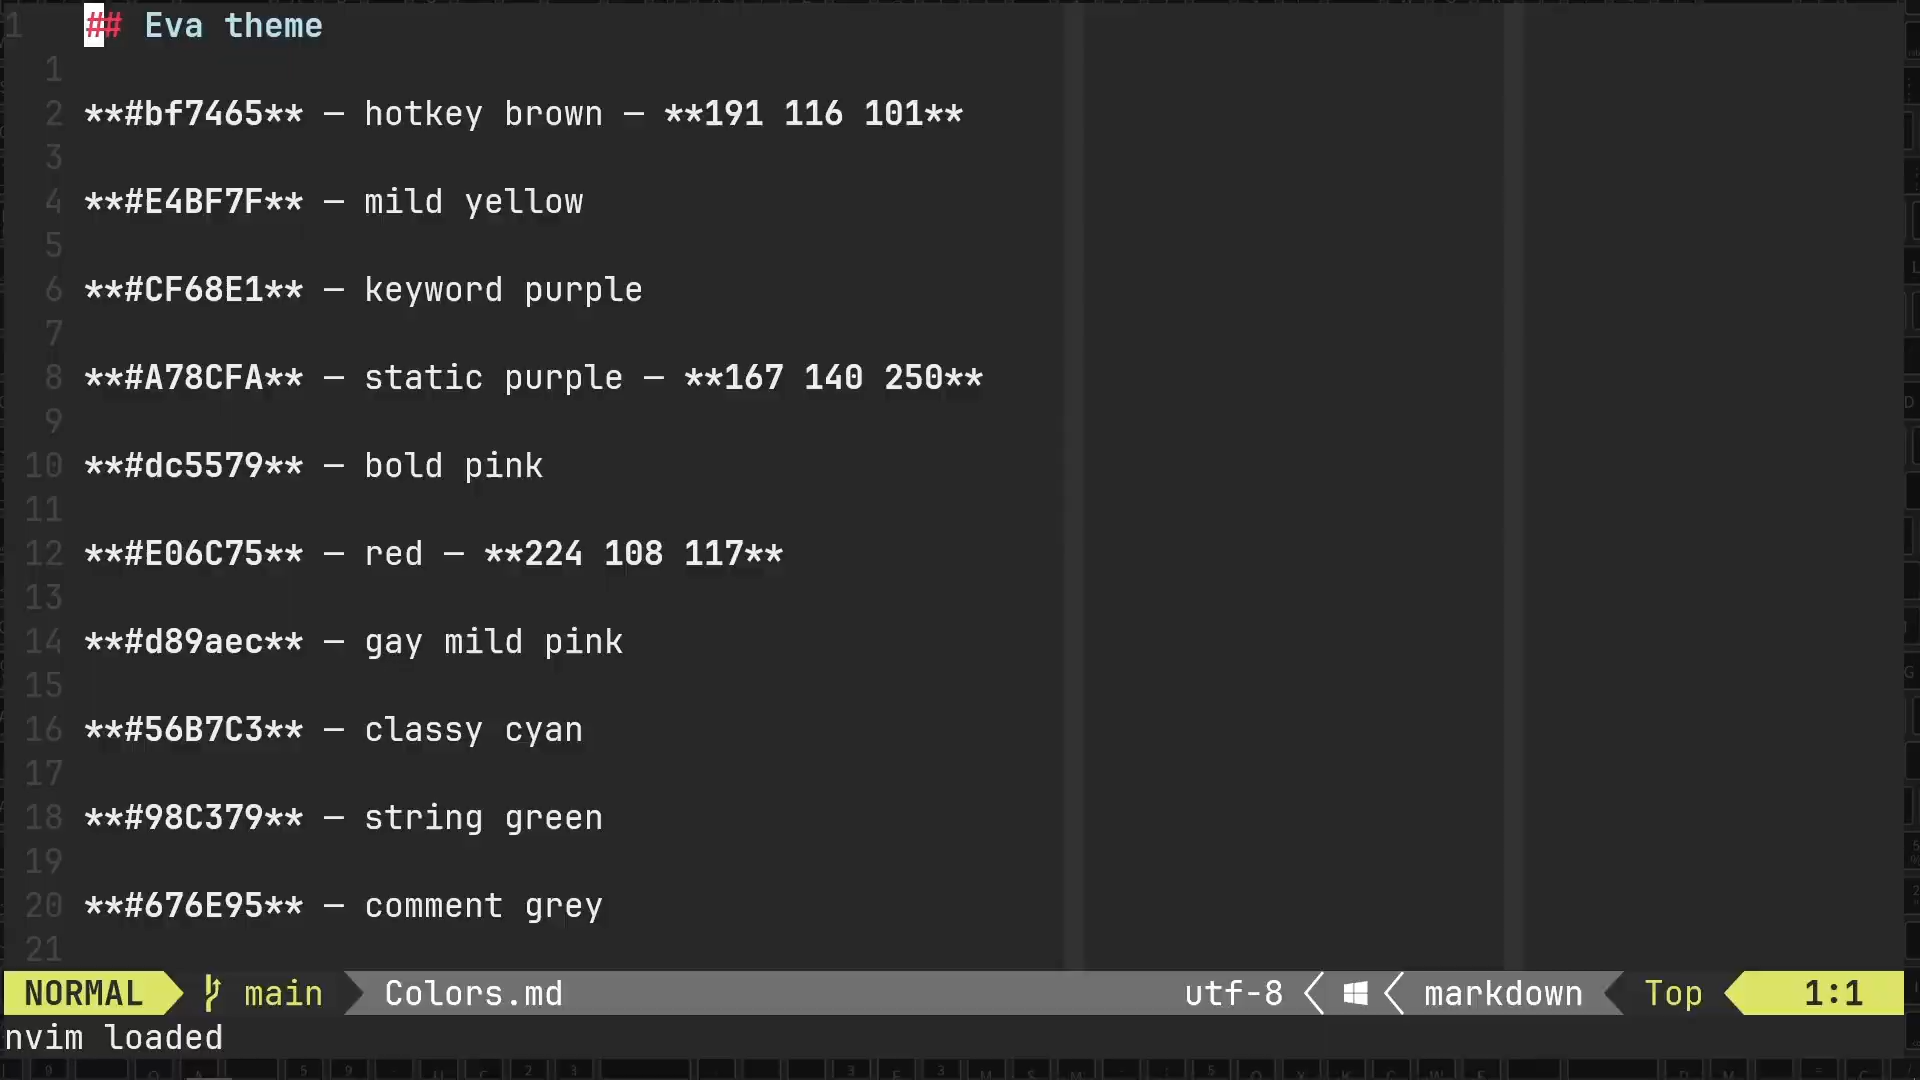 1 ## Eva theme
1
2 **#bf7465** — hotkey brown — **191 116 101**
3
4 **#E4BF7F** — mild yellow
5
6 **#CF68E1** — keyword purple
7
8 **#A78CFA** — static purple — **167 140 250**
9
10 **#dc5579** — bold pink
11
12 **#E06C75** — red — **224 108 117**
13
14 **#d89aec** — gay mild pink
15
16 **#56B7C3** — classy cyan
17
18 **#98C379** — string green
19
20 **#676E95** — comment grey
21
NORMAL main Colors.md utf-8 markdown Top 1:1
nvim loaded